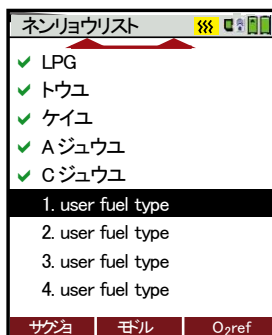 ネンリョウリスト
LPG
トウユ
ケイユ
Aジュウユ
Cジュウユ
1. user fuel type
2. user fuel type
3. user fuel type
4. user fuel type
サクジョ モドル O₂ref